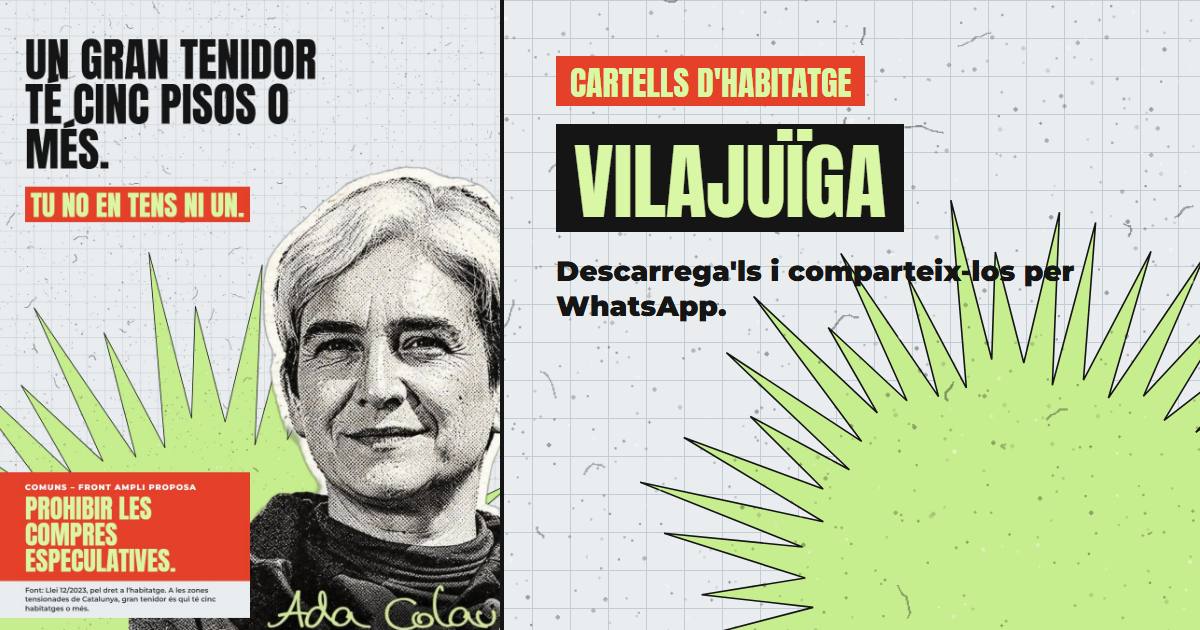 UN GRAN TENIDOR
TÉ CINC PISOS O
MÉS.
TU NO EN TENS NI UN.
COMUNS – FRONT AMPLI PROPOSA
PROHIBIR LES
COMPRES
ESPECULATIVES.
Font: Llei 12/2023, pel dret a l'habitatge. A les zones
tensionades de Catalunya, gran tenidor és qui té cinc
habitatges o més.
Ada Colau
CARTELLS D'HABITATGE
VILAJUÏGA
Descarrega'ls i comparteix-los per
WhatsApp.